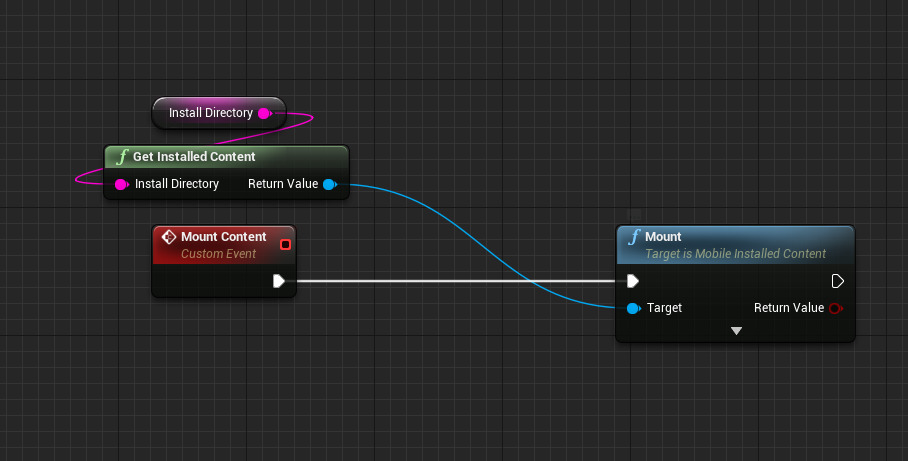 Install Directory
f Get Installed Content
Install Directory Return Value
Mount Content
Custom Event
f Mount
Target is Mobile Installed Content
Target Return Value